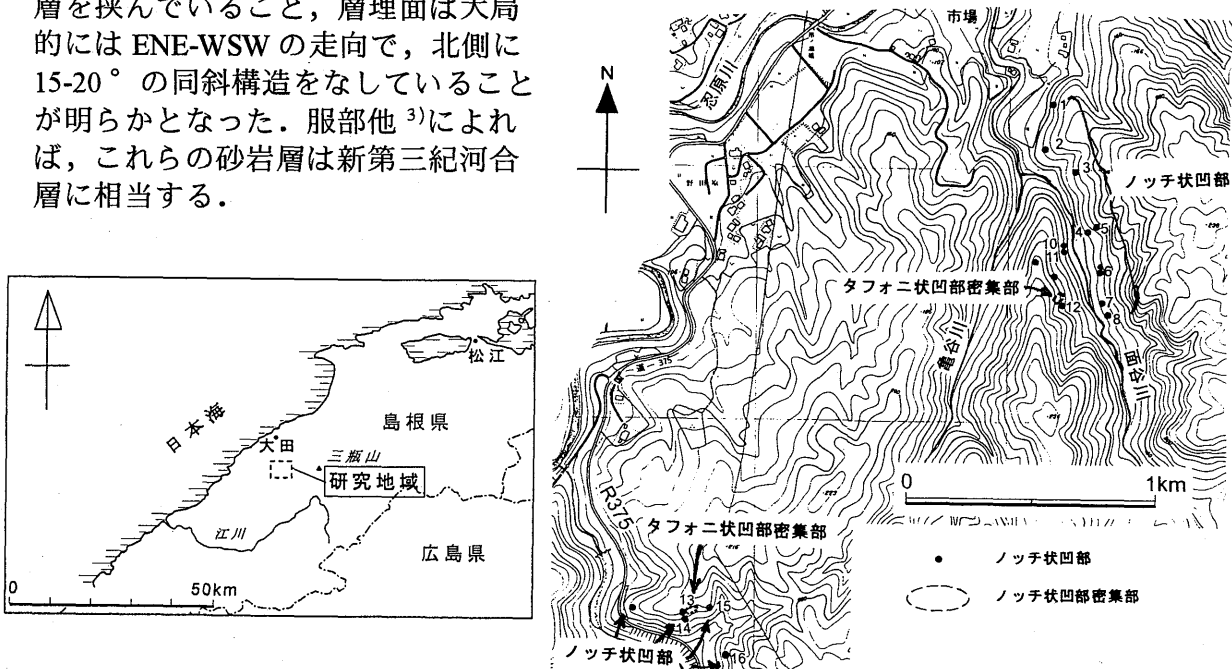 層を挟んでいること，層理面は大局
的には ENE-WSW の走向で，北側に
15-20 ° の同斜構造をなしていること
が明らかとなった．服部他 3)によれ
ば，これらの砂岩層は新第三紀河合
層に相当する．
松江
日本海
島根県
大田
三瓶山
研究地域
江川
広島県
0
50km
市場
N
忍原川
1
2
3
ノッチ状凹部
4
5
10
11
6
タフォニ状凹部密集部
12
7
8
亀谷川
面谷川
375
0
1km
R375
タフォニ状凹部密集部
ノッチ状凹部
ノッチ状凹部密集部
13
15
14
ノッチ状凹部
16